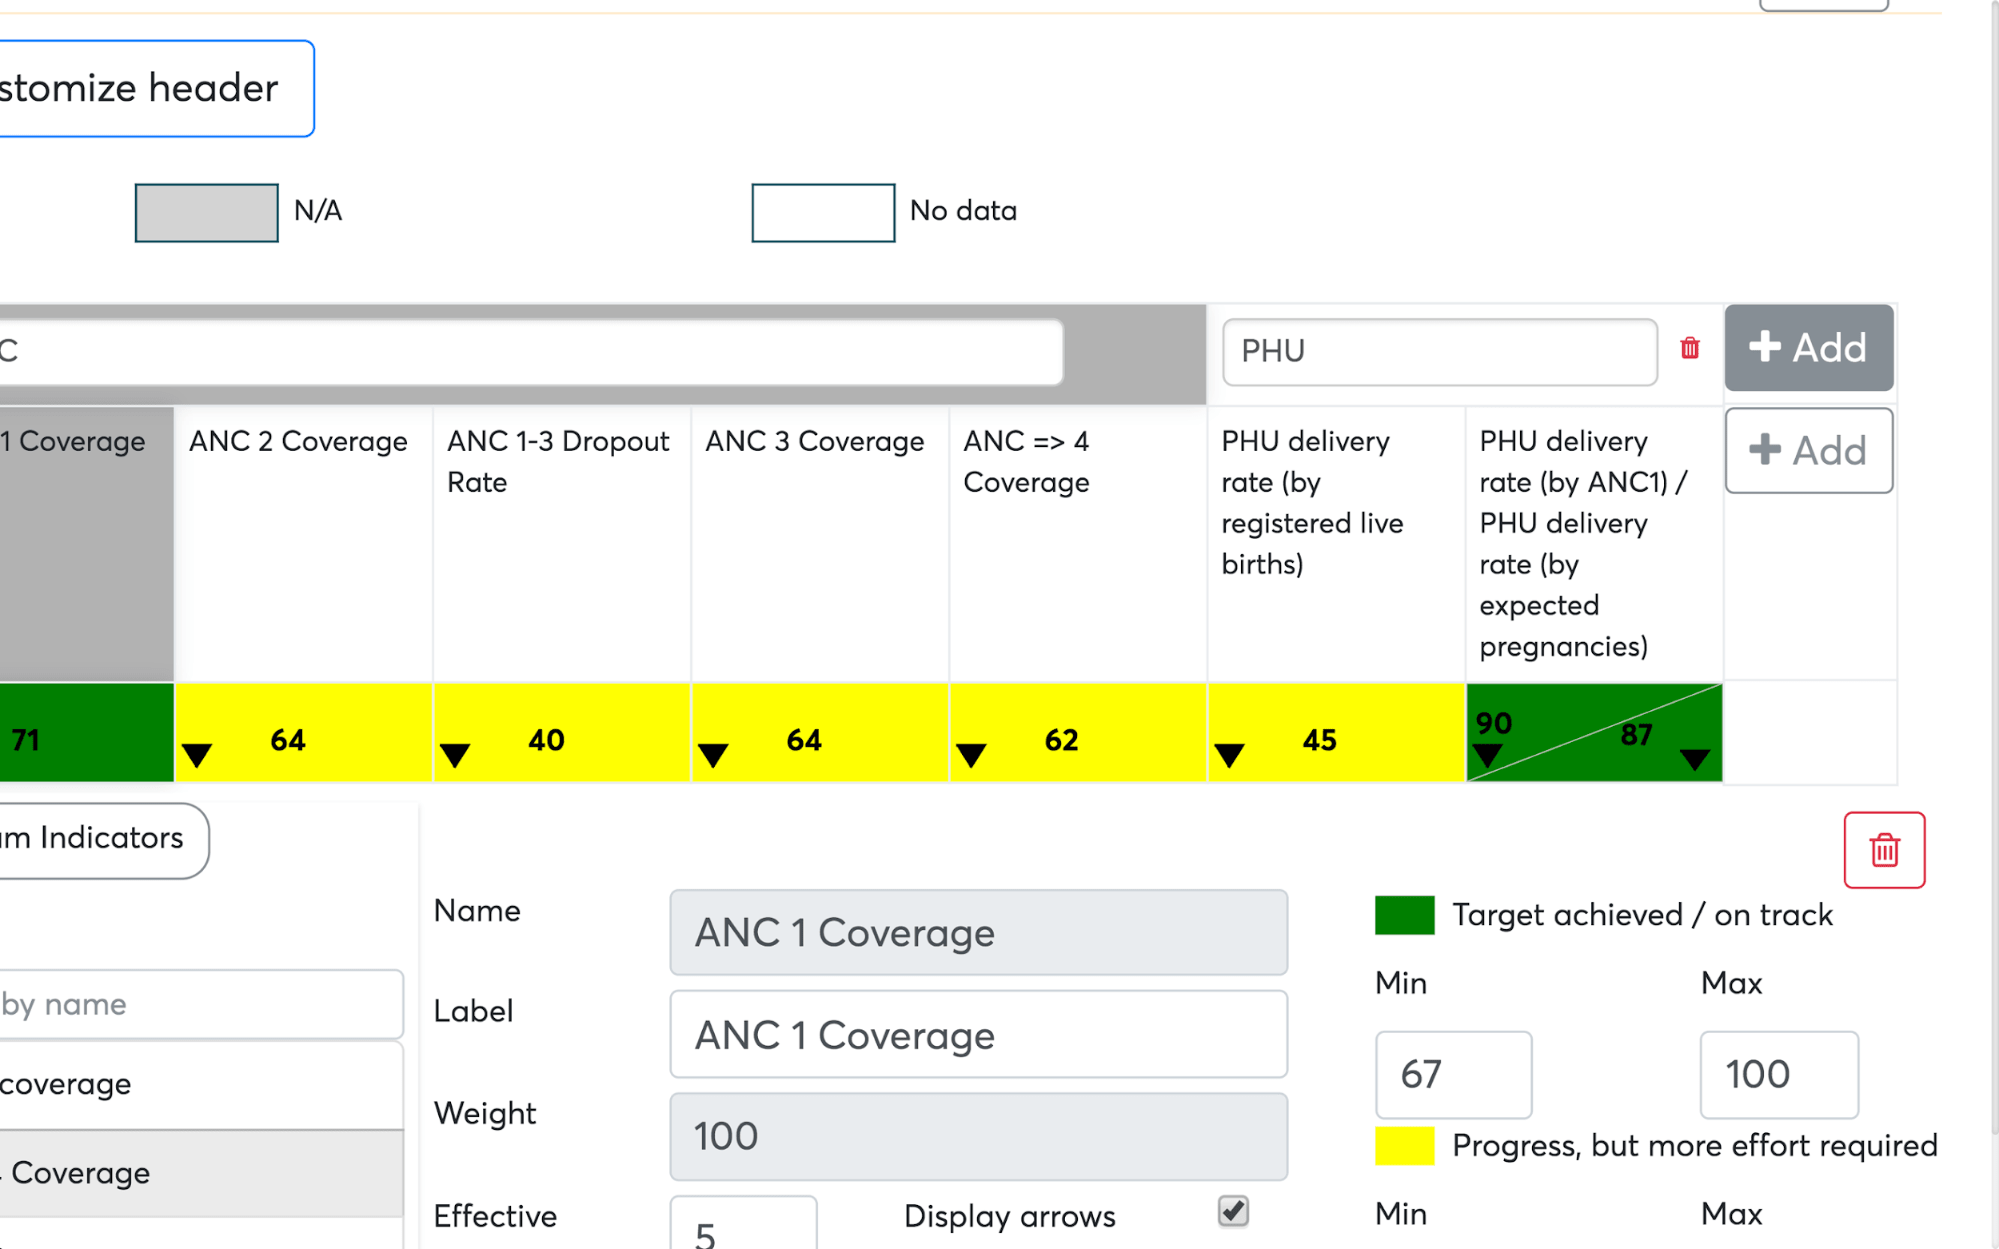 stomize header
N/A
No data
C
PHU
Add
1 Coverage
ANC 2 Coverage
ANC 1-3 Dropout
Rate
ANC 3 Coverage
ANC => 4
Coverage
PHU delivery
rate (by
registered live
births)
PHU delivery
rate (by ANC1) /
PHU delivery
rate (by
expected
pregnancies)
Add
71
64
40
64
62
45
90
87
m Indicators
by name
coverage
Coverage
Name
ANC 1 Coverage
Label
ANC 1 Coverage
Weight
100
Effective
5
Display arrows
Target achieved / on track
Min
Max
67
100
Progress, but more effort required
Min
Max